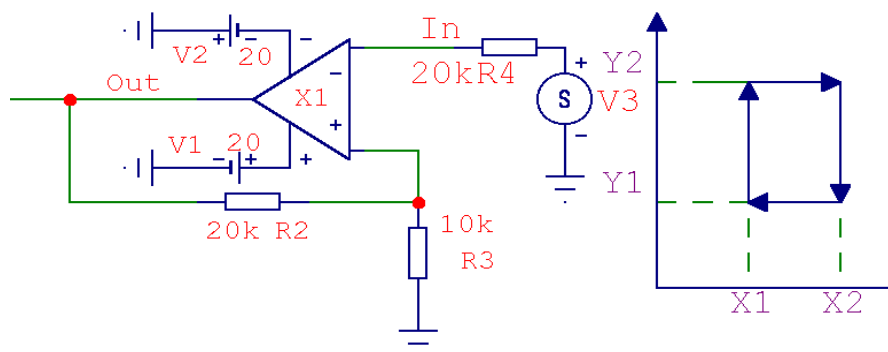 V2
+
-
20
-
In
20kR4
+
S
V3
-
Out
X1
-
+
V1
-
20
+
+
20k R2
10k
R3
Y2
Y1
X1
X2